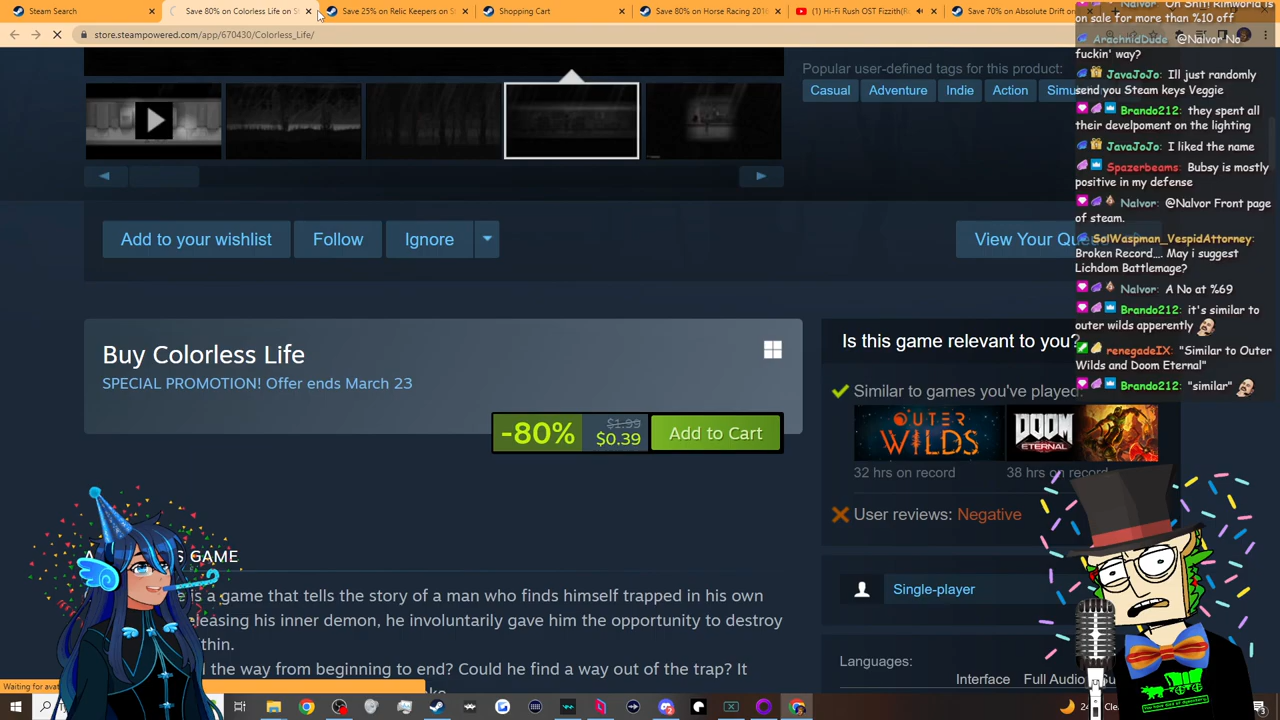 Steam Search
Save 80% on Colorless Life on S
Save 25% on Relic Keepers on S
Shopping Cart
Save 80% on Horse Racing 2016
Hi-Fi Rush OST Fizzith
Save 70% on Absolute Drift
store.steampowered.com/app/670430/Colorless_Life/
Oh Shit! Rimworld is
on sale for more than %10 off
ArachnidDude @Nalvor No
fuckin' way?
JavaJoJo: Ill just randomly
send you Steam keys Veggie
Brando212: they spent all
their develpoment on the lighting
JavaJoJo: I liked the name
Spazerbeams: Bubsy is mostly
positive in my defense
Nalvor: @Nalvor Front page
of steam.
SolWaspman_VespidAttorney:
Broken Record.... May i suggest
Lichdom Battlemage?
Nalvor: A No at %69
Brando212: it's similar to
outer wilds apperently
renegadeIX: "Similar to Outer
Wilds and Doom Eternal"
Brando212: "similar"
Popular user-defined tags for this product:
Casual
Adventure
Indie
Action
Simu
Add to your wishlist
Follow
Ignore
View Your Qu
Buy Colorless Life
SPECIAL PROMOTION! Offer ends March 23
-80%
$1.99
$0.39
Add to Cart
Is this game relevant to you?
Similar to games you've played:
OUTER
WILDS
DOOM
ETERNAL
32 hrs on record
38 hrs on record
User reviews: Negative
Single-player
Languages:
Interface
Full Audio
GAME
is a game that tells the story of a man who finds himself trapped in his own
leasing his inner demon, he involuntarily gave him the opportunity to destroy
thin.
the way from beginning to end? Could he find a way out of the trap? It
Waiting for